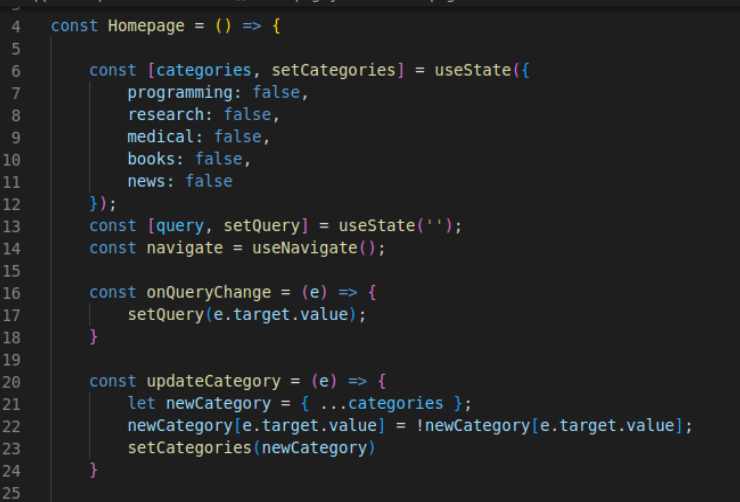 4 const Homepage = () => {
5
6 const [categories, setCategories] = useState({
7 programming: false,
8 research: false,
9 medical: false,
10 books: false,
11 news: false
12 });
13 const [query, setQuery] = useState('');
14 const navigate = useNavigate();
15
16 const onQueryChange = (e) => {
17 setQuery(e.target.value);
18 }
19
20 const updateCategory = (e) => {
21 let newCategory = { ...categories };
22 newCategory[e.target.value] = !newCategory[e.target.value];
23 setCategories(newCategory)
24 }
25